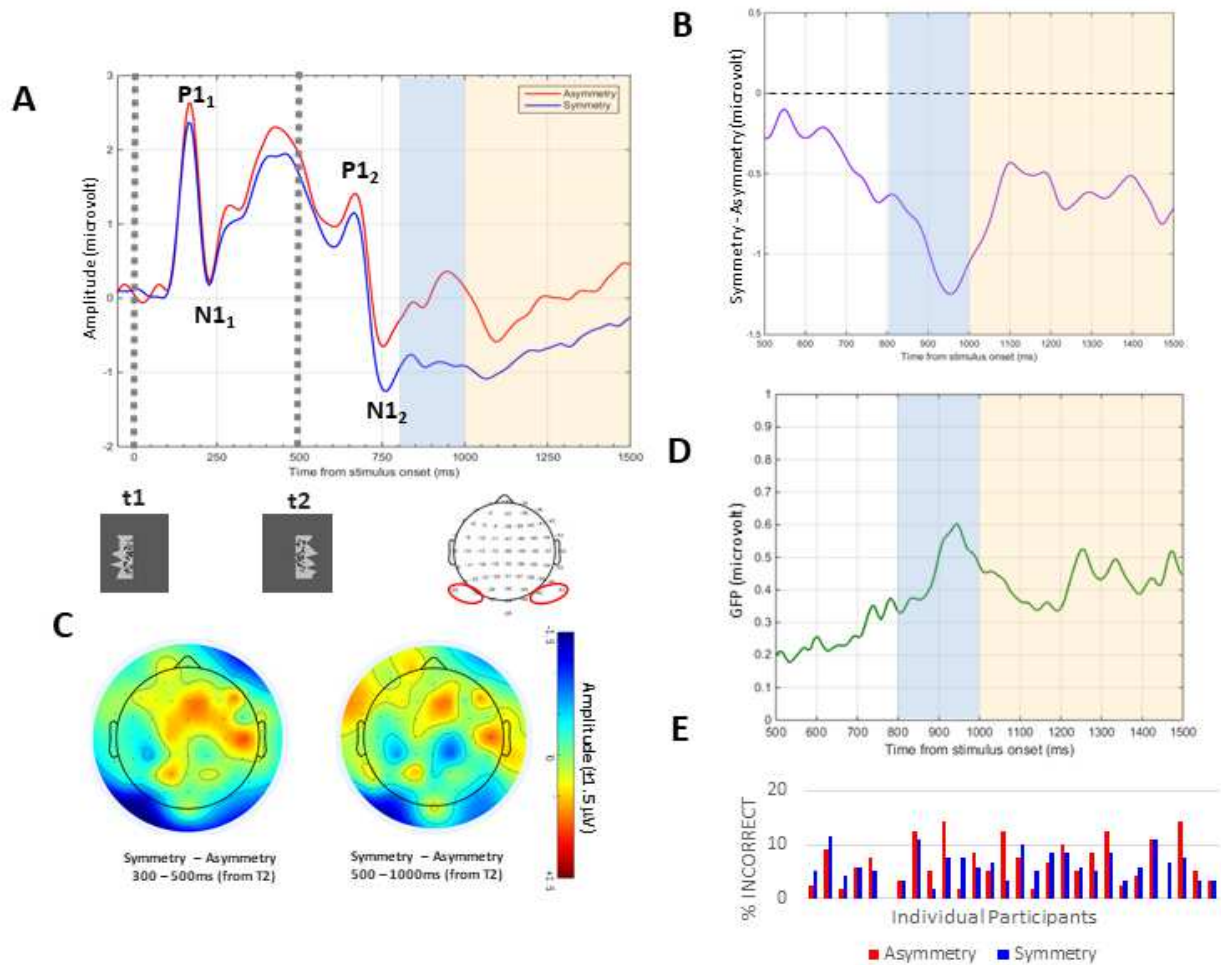 A
P1₁
N1₁
P1₂
N1₂
Asymmetry
Symmetry
Amplitude (microvolt)
3
2
1
0
-1
-2
0
250
500
750
1000
1250
1500
Time from stimulus onset (ms)
t1
t2
B
Symmetry - Asymmetry (microvolt)
0.5
0
-0.5
-1
-1.5
500
600
700
800
900
1000
1100
1200
1300
1400
1500
Time from stimulus onset (ms)
C
Symmetry – Asymmetry
300 – 500ms (from T2)
Symmetry – Asymmetry
500 – 1000ms (from T2)
Amplitude (±1.5µV)
-1.5
0
+1.5
D
GFP (microvolt)
1
0.9
0.8
0.7
0.6
0.5
0.4
0.3
0.2
0.1
0
500
600
700
800
900
1000
1100
1200
1300
1400
1500
Time from stimulus onset (ms)
E
% INCORRECT
20
10
0
Individual Participants
Asymmetry
Symmetry